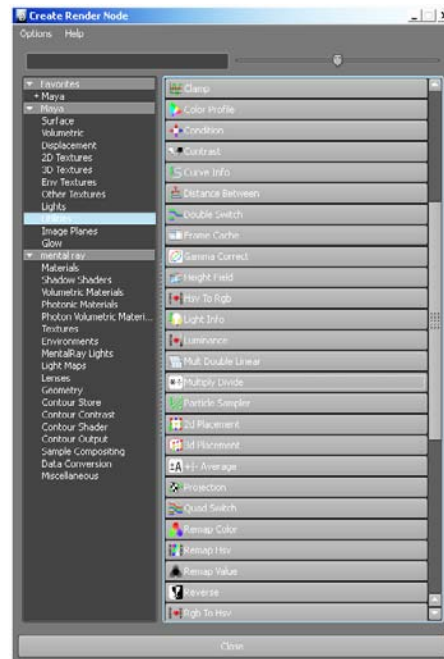 Create Render Node
Options Help
Favorites
+ Maya
Maya
Surface
Volumetric
Displacement
2D Textures
3D Textures
Env Textures
Other Textures
Lights
Utilities
Image Planes
Glow
mental ray
Materials
Shadow Shaders
Volumetric Materials
Photonic Materials
Photon Volumetric Materi...
Textures
Environments
MentalRay Lights
Light Maps
Lenses
Geometry
Contour Store
Contour Contrast
Contour Shader
Contour Output
Sample Compositing
Data Conversion
Miscellaneous
Clamp
Color Profile
Condition
Contrast
Curve Info
Distance Between
Double Switch
Frame Cache
Gamma Correct
Height Field
Hsv To Rgb
Light Info
Luminance
Mult Double Linear
Multiply Divide
Particle Sampler
2d Placement
3d Placement
+/- Average
Projection
Quad Switch
Remap Color
Remap Hsv
Remap Value
Reverse
Rgb To Hsv
Close